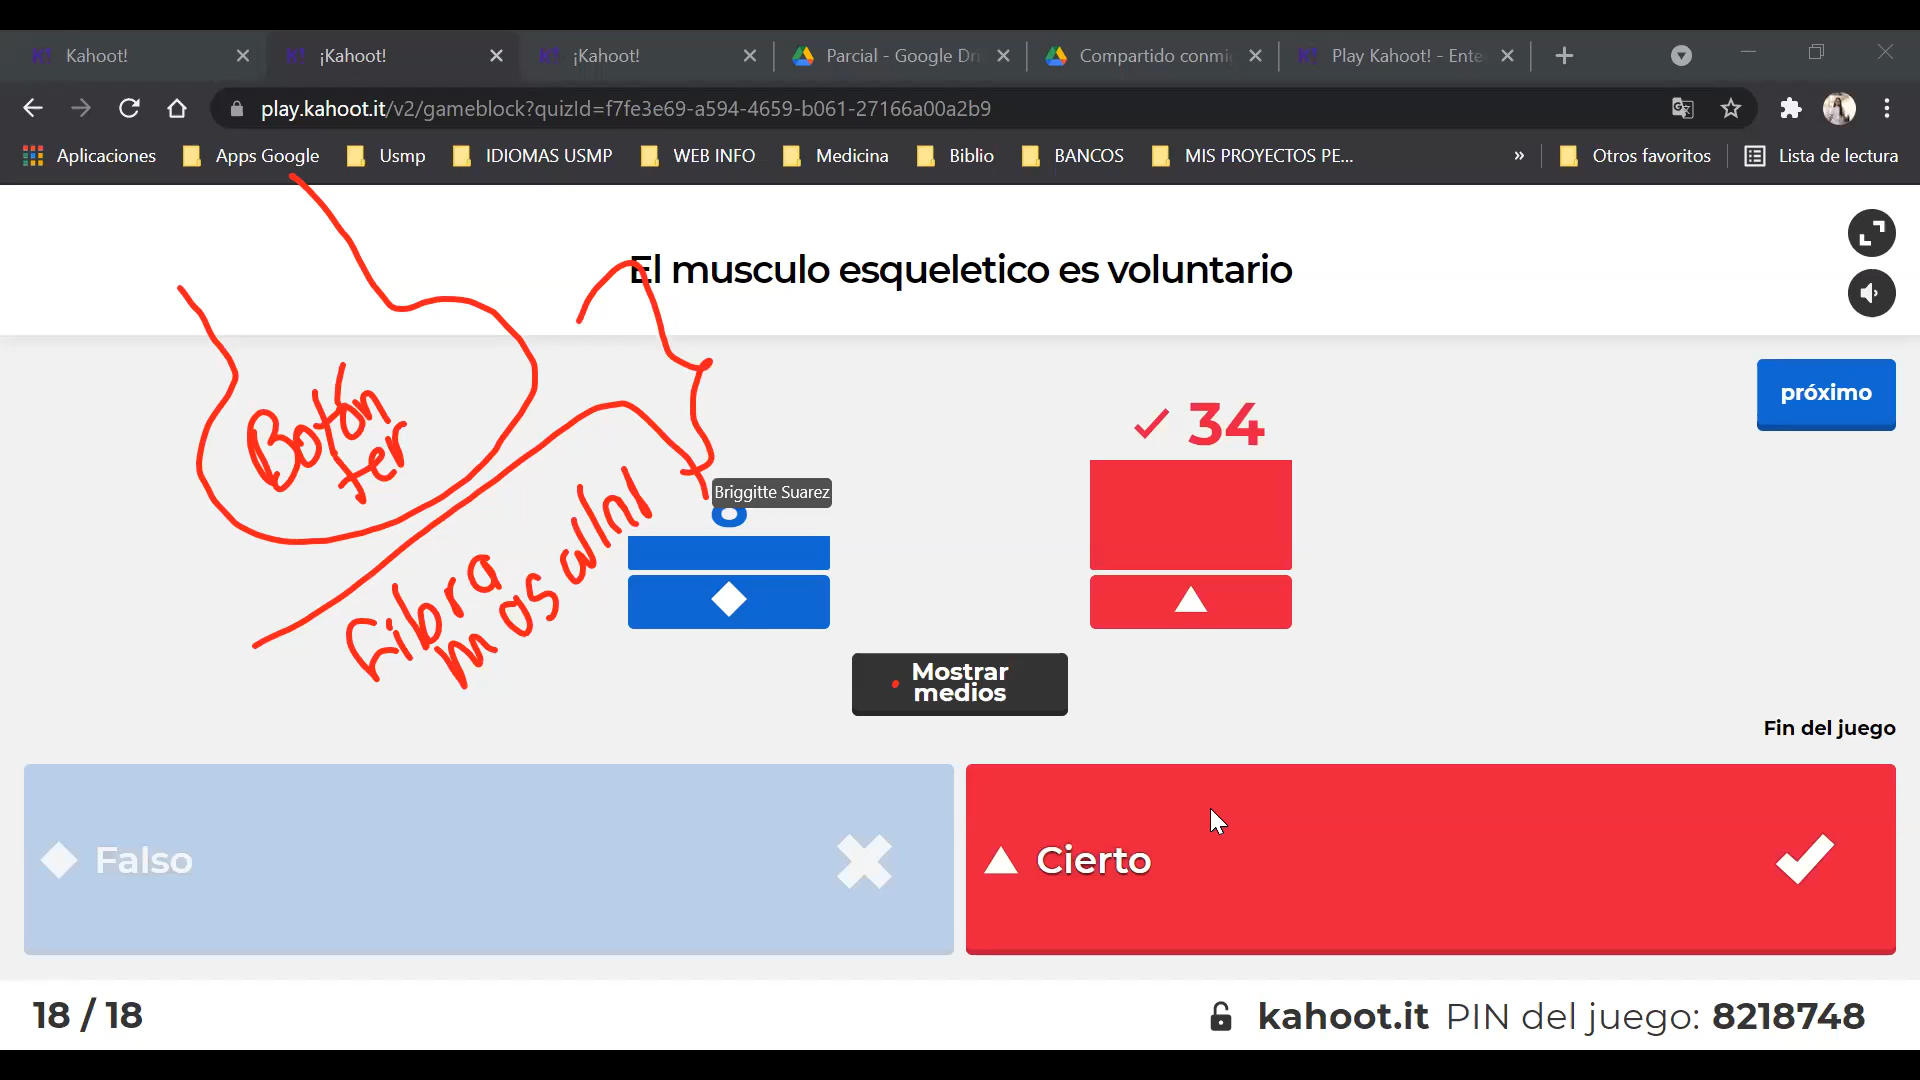 Kahoot!
¡Kahoot!
¡Kahoot!
Parcial - Google Dri
Compartido conmi
Play Kahoot! - Ente
play.kahoot.it/v2/gameblock?quizId=f7fe3e69-a594-4659-b061-27166a00a2b9
Aplicaciones
Apps Google
Usmp
IDIOMAS USMP
WEB INFO
Medicina
Biblio
BANCOS
MIS PROYECTOS PE...
»
Otros favoritos
Lista de lectura
El musculo esqueletico es voluntario
próximo
34
Botón
ter
Briggitte Suarez
Fibra
Mostrar
medios
Fin del juego
Falso
Cierto
18 / 18
kahoot.it PIN del juego: 8218748